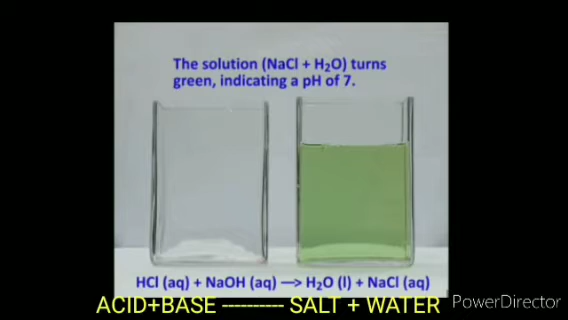 The solution (NaCl + H₂O) turns
green, indicating a pH of 7.
HCl (aq) + NaOH (aq) —> H₂O (l) + NaCl (aq)
ACID+BASE ---------- SALT + WATER
PowerDirector